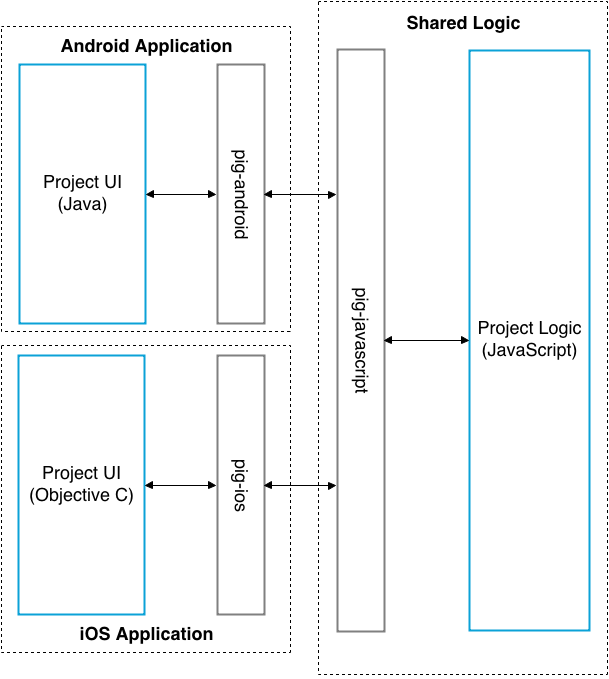 Android Application
Project UI
(Java)
pig-android
Project UI
(Objective C)
pig-ios
iOS Application
Shared Logic
pig-javascript
Project Logic
(JavaScript)